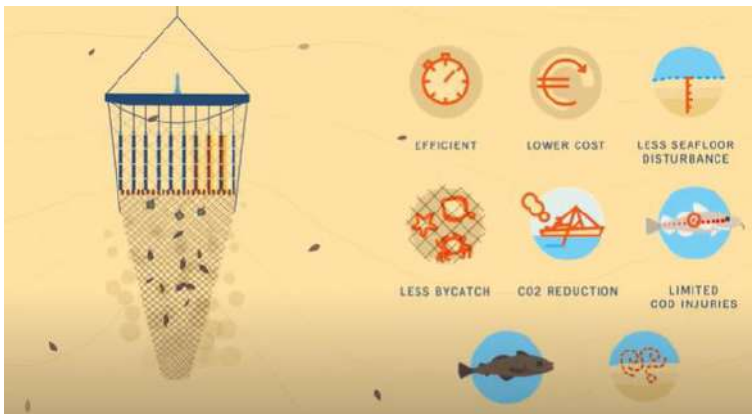 EFFICIENT
LOWER COST
LESS SEAFLOOR
DISTURBANCE
LESS BYCATCH
CO2 REDUCTION
LIMITED
COD INJURIES